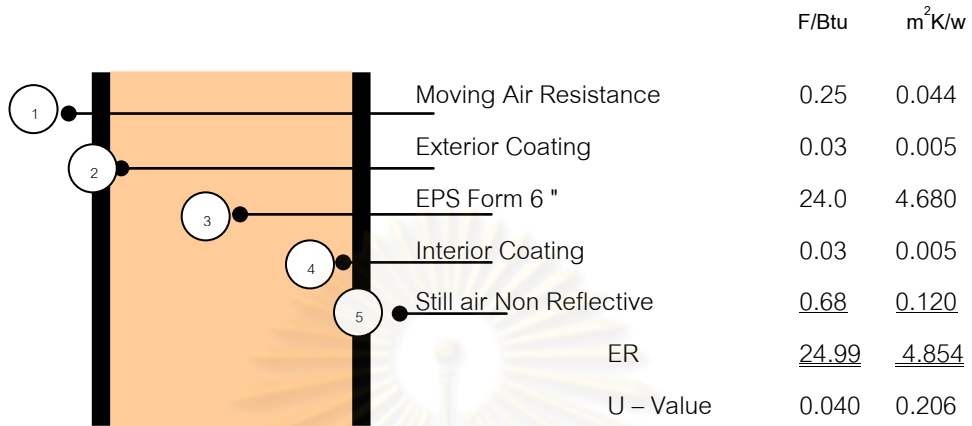 F/Btu m²K/w
1 Moving Air Resistance 0.25 0.044
2 Exterior Coating 0.03 0.005
3 EPS Form 6 " 24.0 4.680
4 Interior Coating 0.03 0.005
5 Still air Non Reflective 0.68 0.120
ER 24.99 4.854
U – Value 0.040 0.206